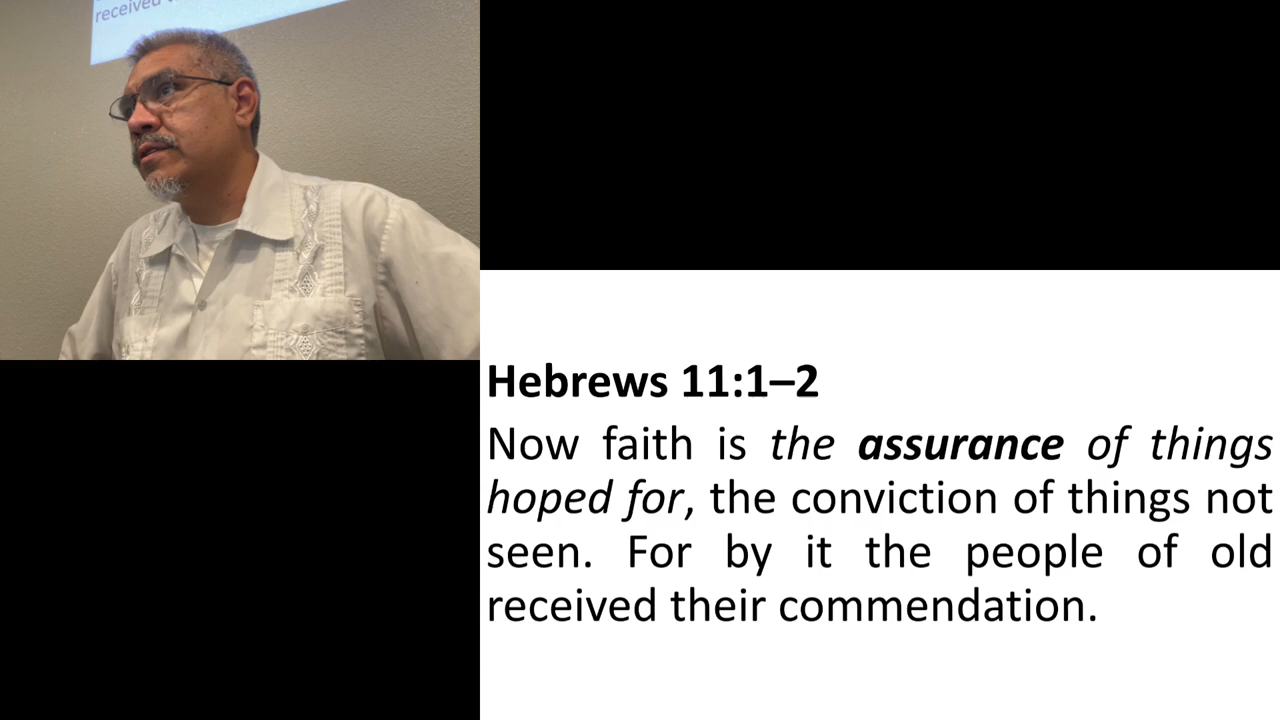 received
Hebrews 11:1–2
Now faith is the assurance of things
hoped for, the conviction of things not
seen. For by it the people of old
received their commendation.